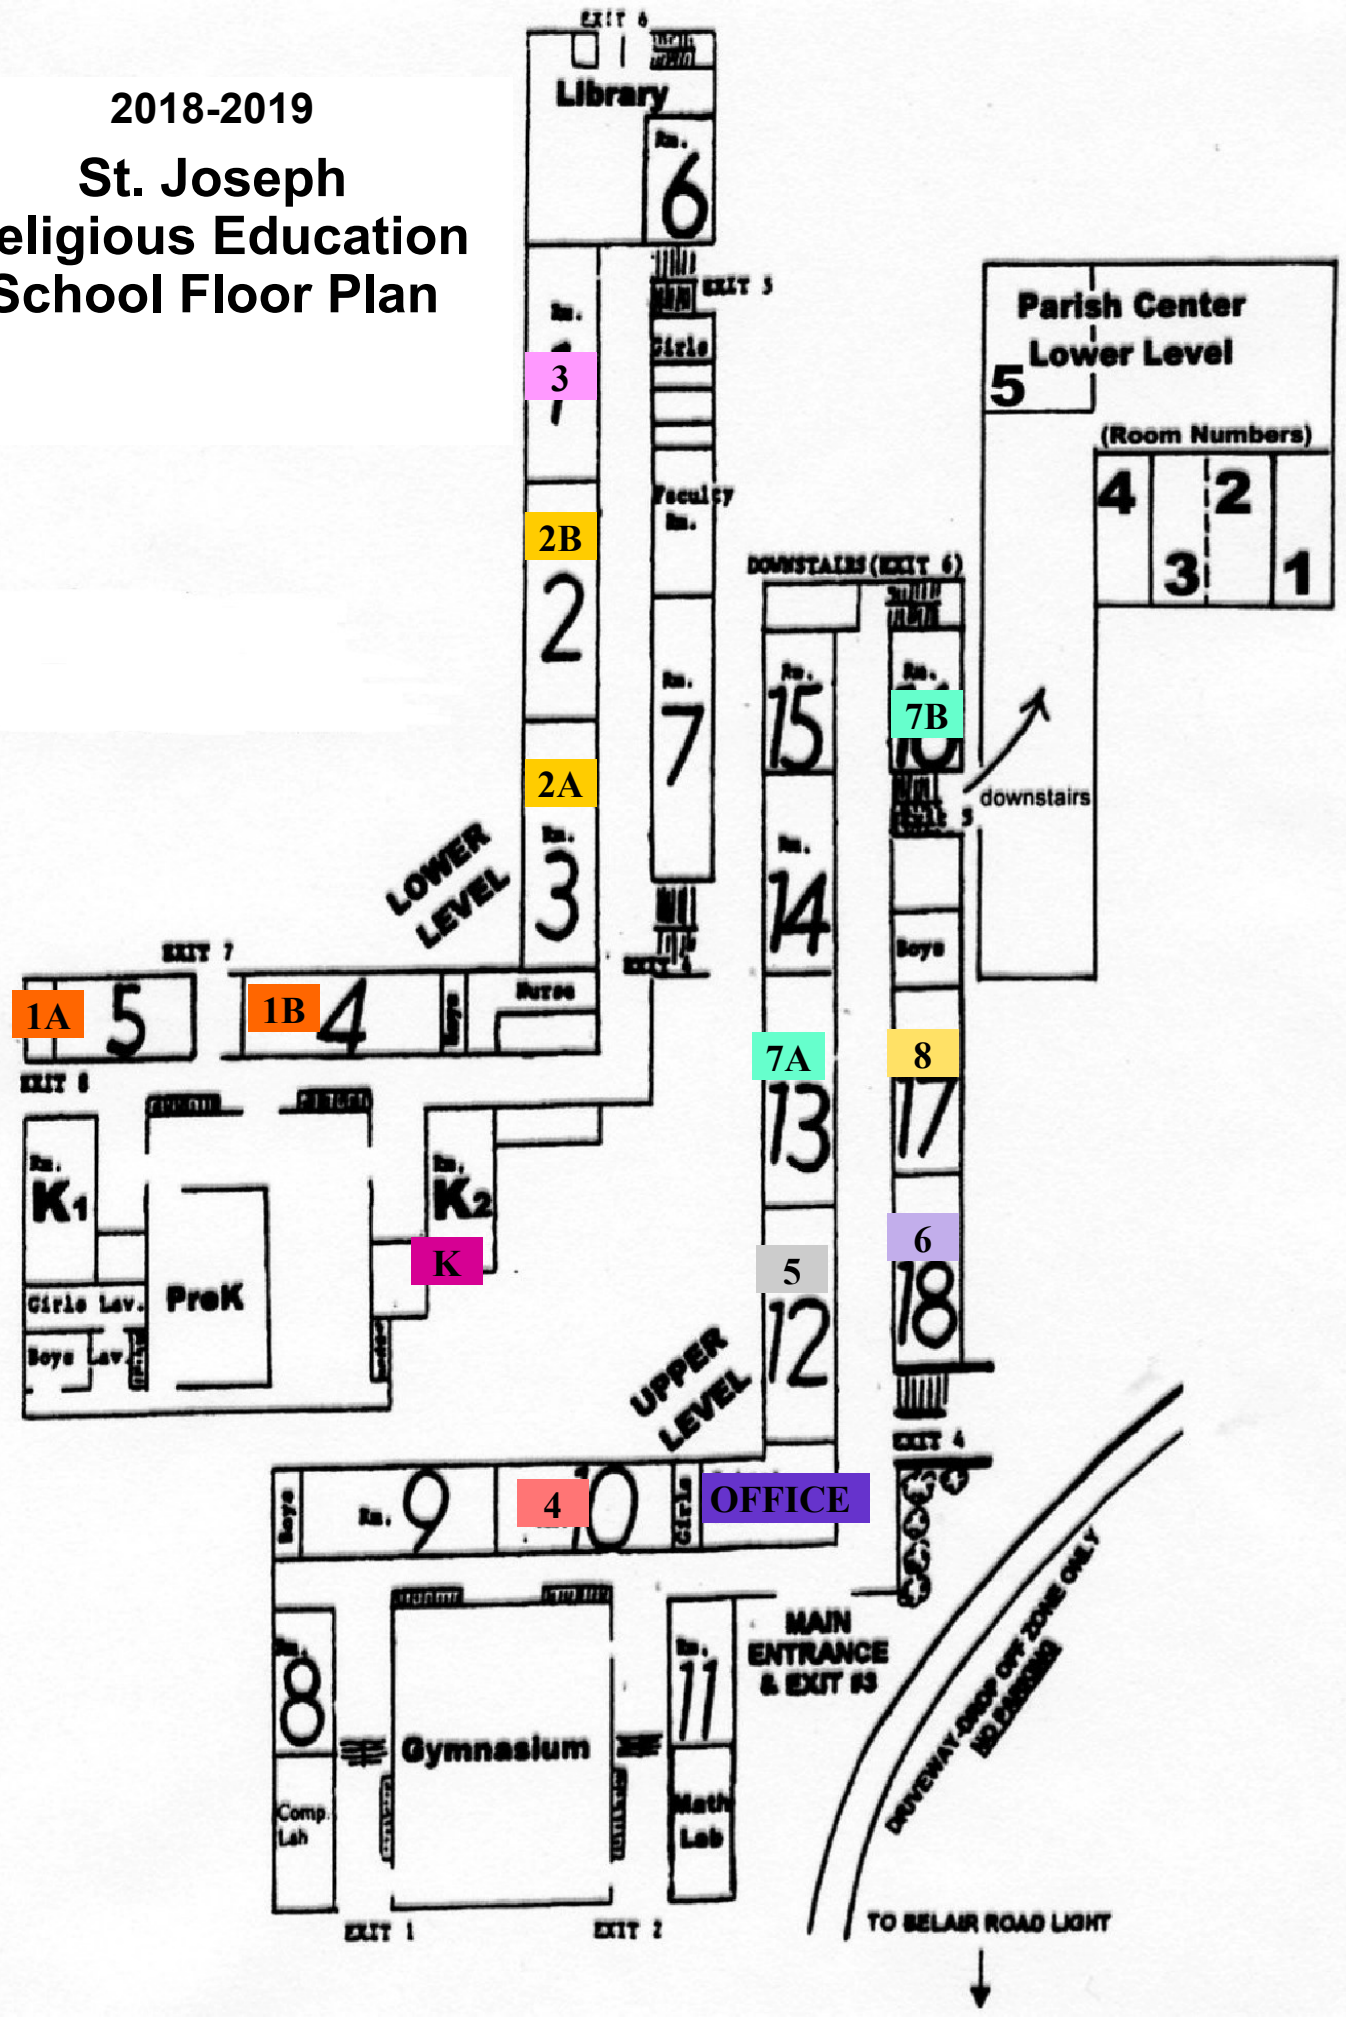 EXIT 6
2018-2019
St. Joseph
eligious Education
School Floor Plan
Library
Rm.
6
EXIT 5
Rm.
3
Girls
2B
2
Faculty
Rm.
Rm.
7
2A
Rm.
3
LOWER
LEVEL
EXIT 4
Parish Center
Lower Level
5
(Room Numbers)
4
2
3
1
DOWNSTAIRS (EXIT 6)
Rm.
15
Rm.
7B
downstairs
Exit 5
Rm.
14
Boys
7A
13
8
17
6
18
5
12
EXIT 4
UPPER
LEVEL
EXIT 7
1A
5
1B
4
Boys
Nurse
EXIT 8
Rm.
K1
Rm.
K2
K
Girls Lav.
PreK
Boys Lav.
Boys
Rm. 9
4
10
Girls
OFFICE
Rm.
8
Comp.
Lab
Gymnasium
Rm.
11
Math
Lab
MAIN
ENTRANCE
& EXIT #3
EXIT 1
EXIT 2
DRIVEWAY-DROP OFF ZONE ONLY
NO PARKING
TO BELAIR ROAD LIGHT